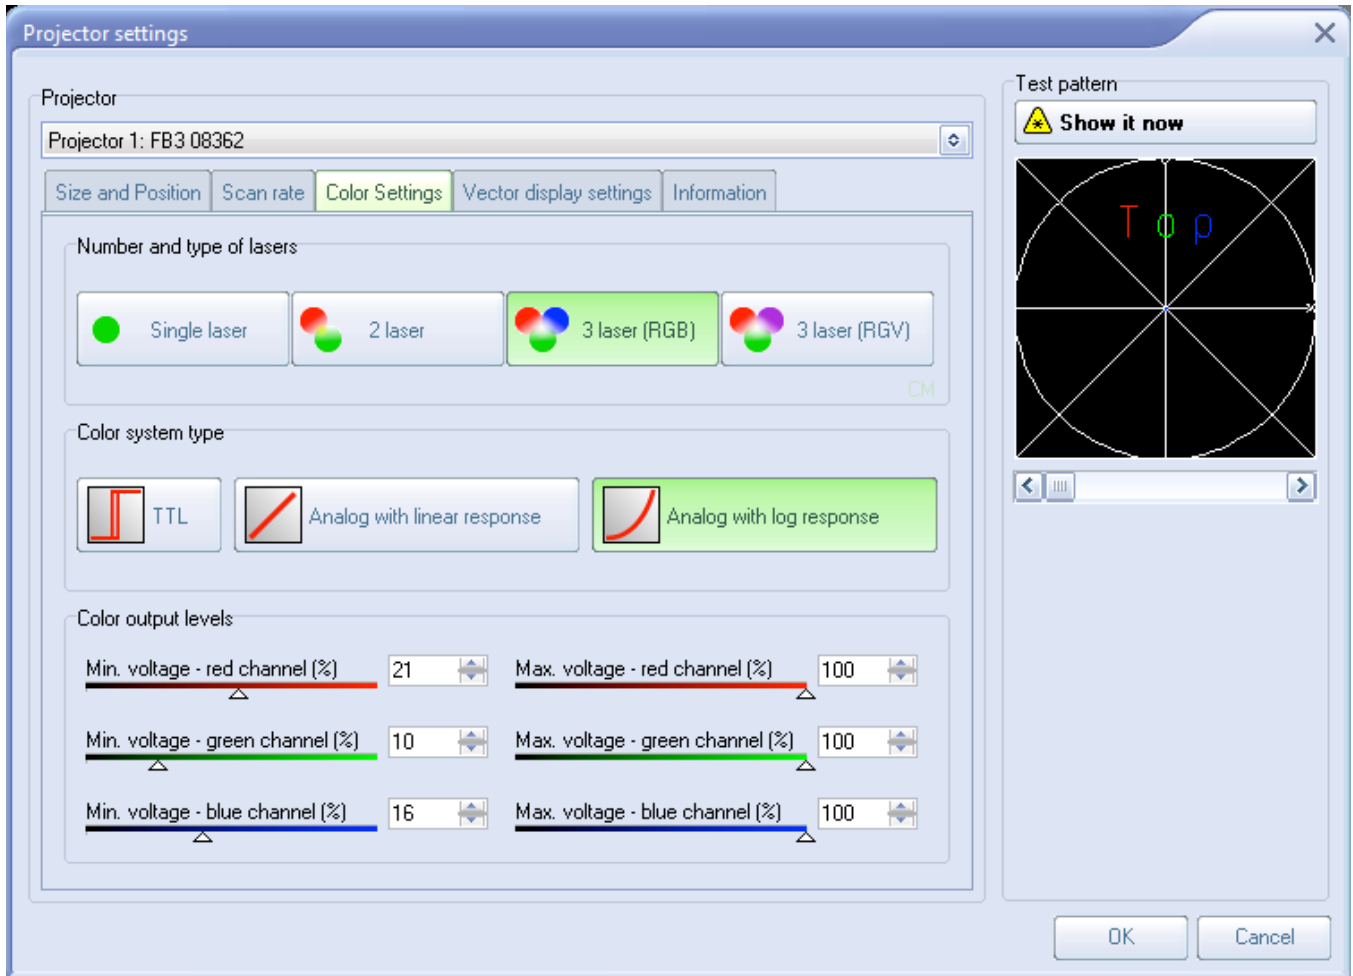 Projector settings
Projector
Projector 1: FB3 08362
Size and Position
Scan rate
Color Settings
Vector display settings
Information
Number and type of lasers
Single laser
2 laser
3 laser (RGB)
3 laser (RGV)
CM
Color system type
TTL
Analog with linear response
Analog with log response
Color output levels
Min. voltage - red channel (%) 21
Max. voltage - red channel (%) 100
Min. voltage - green channel (%) 10
Max. voltage - green channel (%) 100
Min. voltage - blue channel (%) 16
Max. voltage - blue channel (%) 100
Test pattern
Show it now
Top
OK
Cancel